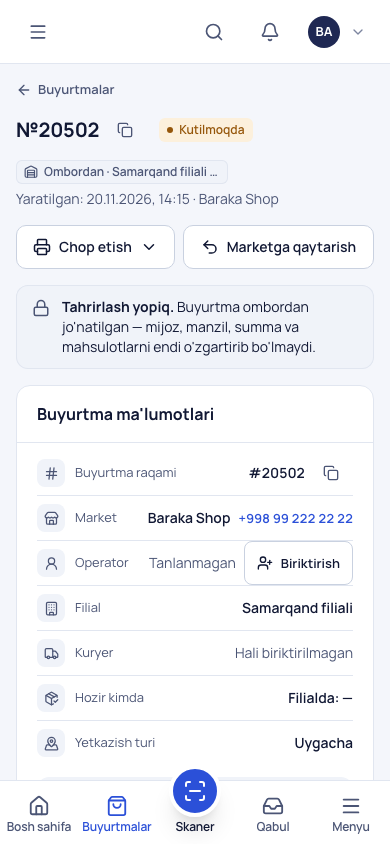 BA
Buyurtmalar
№20502
Kutilmoqda
Ombordan · Samarqand filiali ...
Yaratilgan: 20.11.2026, 14:15 · Baraka Shop
Chop etish
Marketga qaytarish
Tahrirlash yopiq. Buyurtma ombordan
jo'natilgan — mijoz, manzil, summa va
mahsulotlarni endi o'zgartirib bo'lmaydi.
Buyurtma ma'lumotlari
Buyurtma raqami #20502
Market Baraka Shop +998 99 222 22 22
Operator Tanlanmagan Biriktirish
Filial Samarqand filiali
Kuryer Hali biriktirilmagan
Hozir kimda Filialda: —
Yetkazish turi Uygacha
Bosh sahifa Buyurtmalar Skaner Qabul Menyu